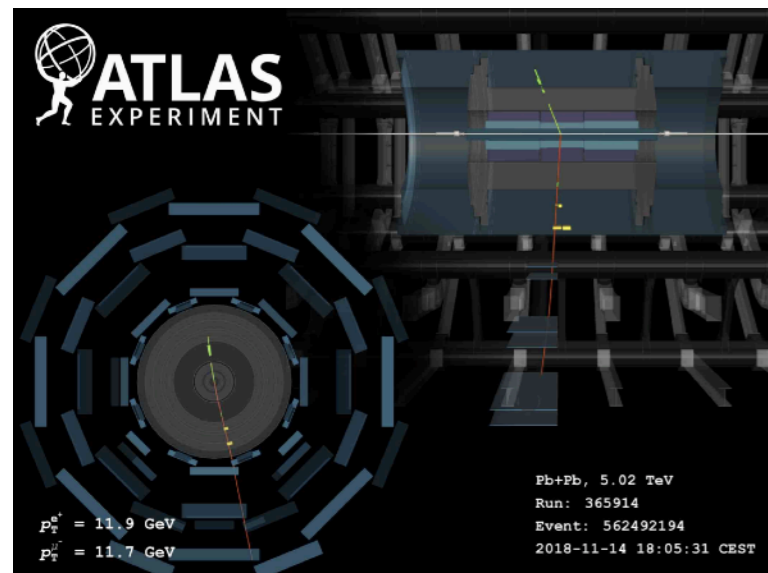 ATLAS
EXPERIMENT
Pb+Pb, 5.02 TeV
Run: 365914
Event: 562492194
2018-11-14 18:05:31 CEST
p_T^{e^+} = 11.9 GeV
p_T^{μ^-} = 11.7 GeV